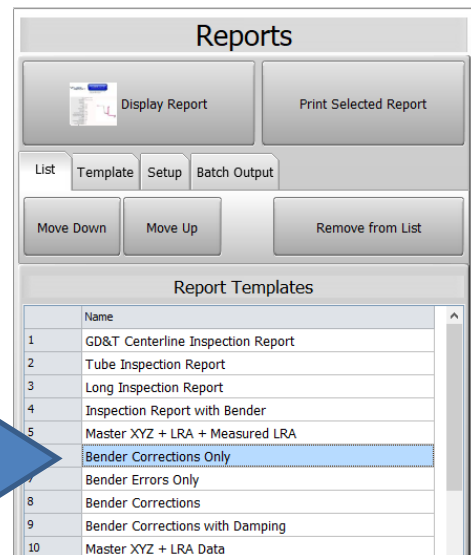 Reports
Display Report Print Selected Report
List Template Setup Batch Output
Move Down Move Up Remove from List
Report Templates
Name
1 GD&T Centerline Inspection Report
2 Tube Inspection Report
3 Long Inspection Report
4 Inspection Report with Bender
5 Master XYZ + LRA + Measured LRA
Bender Corrections Only
Bender Errors Only
8 Bender Corrections
9 Bender Corrections with Damping
10 Master XYZ + LRA Data